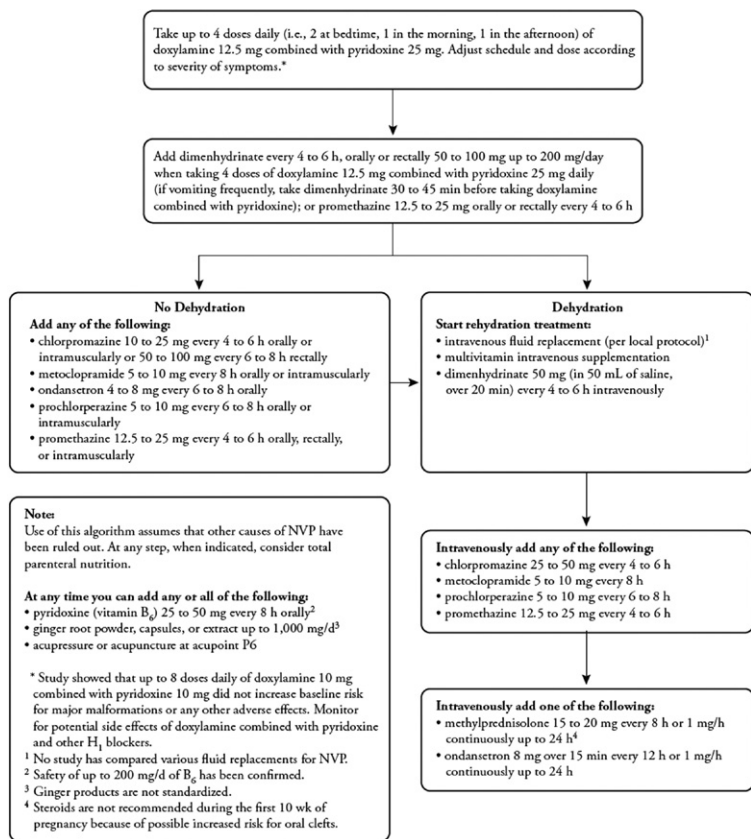 Take up to 4 doses daily (i.e., 2 at bedtime, 1 in the morning, 1 in the afternoon) of
doxylamine 12.5 mg combined with pyridoxine 25 mg. Adjust schedule and dose according
to severity of symptoms.*
Add dimenhydrinate every 4 to 6 h, orally or rectally 50 to 100 mg up to 200 mg/day
when taking 4 doses of doxylamine 12.5 mg combined with pyridoxine 25 mg daily
(if vomiting frequently, take dimenhydrinate 30 to 45 min before taking doxylamine
combined with pyridoxine); or promethazine 12.5 to 25 mg orally or rectally every 4 to 6 h
No Dehydration
Add any of the following:
• chlorpromazine 10 to 25 mg every 4 to 6 h orally or
intramuscularly or 50 to 100 mg every 6 to 8 h rectally
• metoclopramide 5 to 10 mg every 8 h orally or intramuscularly
• ondansetron 4 to 8 mg every 6 to 8 h orally
• prochlorperazine 5 to 10 mg every 6 to 8 h orally or
intramuscularly
• promethazine 12.5 to 25 mg every 4 to 6 h orally, rectally,
or intramuscularly
Dehydration
Start rehydration treatment:
• intravenous fluid replacement (per local protocol)¹
• multivitamin intravenous supplementation
• dimenhydrinate 50 mg (in 50 mL of saline,
over 20 min) every 4 to 6 h intravenously
Note:
Use of this algorithm assumes that other causes of NVP have
been ruled out. At any step, when indicated, consider total
parenteral nutrition.
At any time you can add any or all of the following:
• pyridoxine (vitamin B₆) 25 to 50 mg every 8 h orally²
• ginger root powder, capsules, or extract up to 1,000 mg/d³
• acupressure or acupuncture at acupoint P6
* Study showed that up to 8 doses daily of doxylamine 10 mg
combined with pyridoxine 10 mg did not increase baseline risk
for major malformations or any other adverse effects. Monitor
for potential side effects of doxylamine combined with pyridoxine
and other H₁ blockers.
¹ No study has compared various fluid replacements for NVP.
² Safety of up to 200 mg/d of B₆ has been confirmed.
³ Ginger products are not standardized.
⁴ Steroids are not recommended during the first 10 wk of
pregnancy because of possible increased risk for oral clefts.
Intravenously add any of the following:
• chlorpromazine 25 to 50 mg every 4 to 6 h
• metoclopramide 5 to 10 mg every 8 h
• prochlorperazine 5 to 10 mg every 6 to 8 h
• promethazine 12.5 to 25 mg every 4 to 6 h
Intravenously add one of the following:
• methylprednisolone 15 to 20 mg every 8 h or 1 mg/h
continuously up to 24 h⁴
• ondansetron 8 mg over 15 min every 12 h or 1 mg/h
continuously up to 24 h